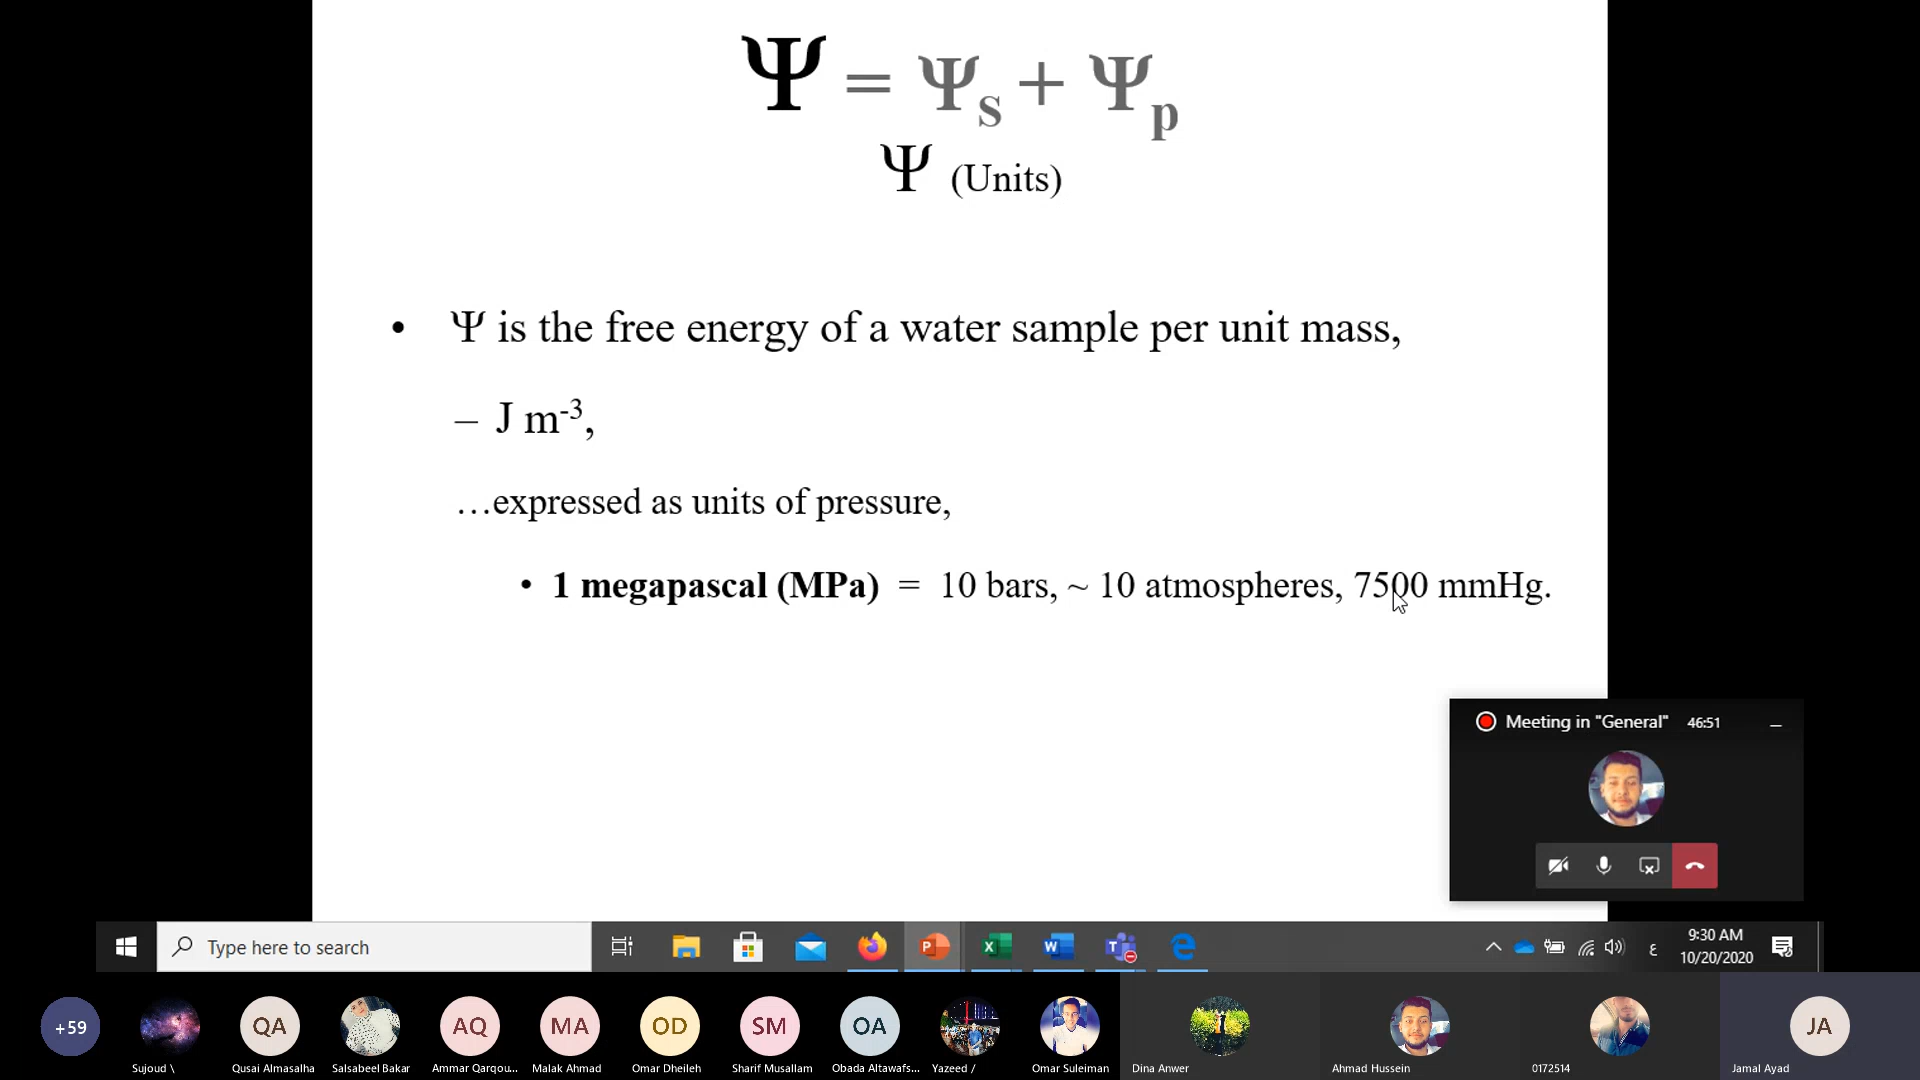 Ψ = Ψs + Ψp
Ψ (Units)
• Ψ is the free energy of a water sample per unit mass,
– J m-3,
…expressed as units of pressure,
• 1 megapascal (MPa) = 10 bars, ~ 10 atmospheres, 7500 mmHg.
Meeting in "General" 46:51
Type here to search
ع
9:30 AM
10/20/2020
+59
QA
AQ
MA
OD
SM
OA
JA
Sujoud \
Qusai Almasalha
Salsabeel Bakar
Ammar Qarqou...
Malak Ahmad
Omar Dheileh
Sharif Musallam
Obada Altawafs...
Yazeed /
Omar Suleiman
Dina Anwer
Ahmad Hussein
0172514
Jamal Ayad